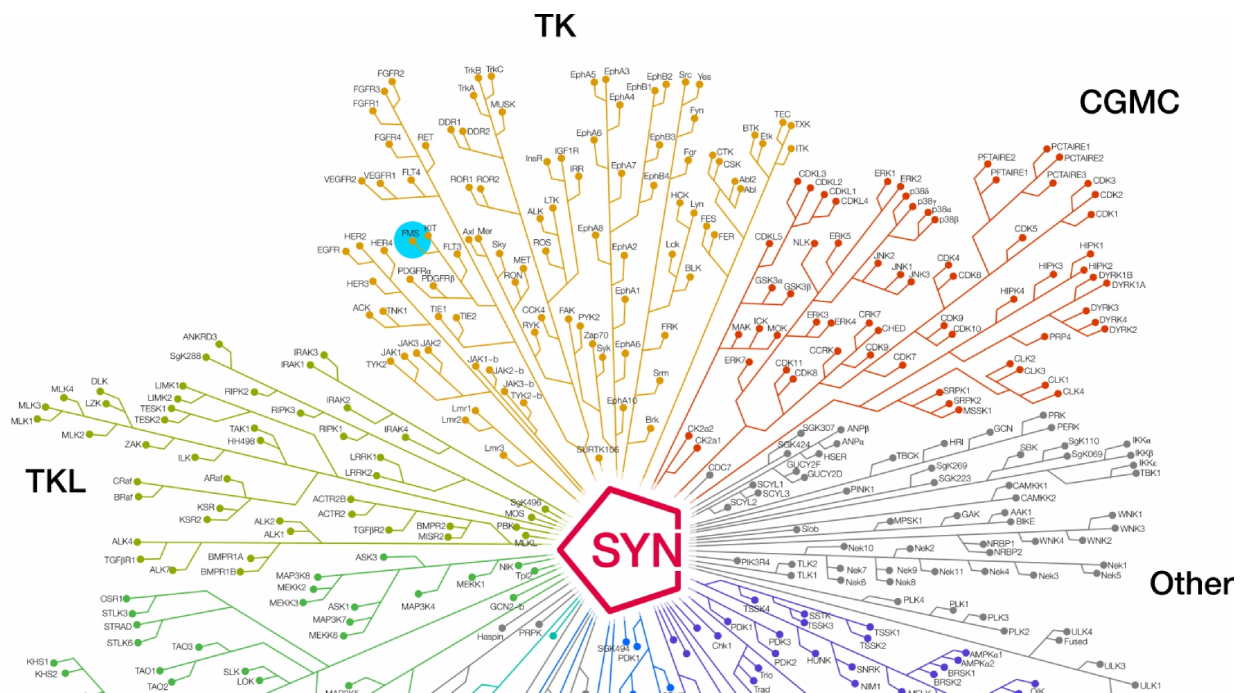 TK
CGMC
TKL
Other
SYN
FGFR2
FGFR3
FGFR1
FGFR4
RET
TrkB
TrkC
TrkA
MUSK
DDR1
DDR2
VEGFR2
VEGFR1
FLT4
ROR1
ROR2
InsR
IGF1R
IRR
LTK
ALK
ROS
FMS
KIT
FLT3
Axl
Mer
Sky
MET
RON
PDGFRα
PDGFRβ
HER2
EGFR
HER4
HER3
ACK
TNK1
TIE1
TIE2
CCK4
RYK
JAK3
JAK2
JAK1
TYK2
JAK1~b
JAK2~b
JAK3~b
TYK2~b
Lmr1
Lmr2
Lmr3
SURTK106
FAK
PYK2
Zap70
Syk
EphA5
EphA3
EphA4
EphA6
EphA7
EphA8
EphA2
EphA1
EphA6
EphA10
EphB2
EphB1
EphB3
EphB4
Src
Yes
Fyn
Fgr
HCK
Lyn
Lck
BLK
FRK
Srm
Brk
CTK
CSK
Abl2
Abl
FES
FER
BTK
Etk
TEC
TXK
ITK
CDKL3
CDKL2
CDKL1
CDKL4
CDKL5
ERK1
ERK2
p38δ
p38γ
p38α
p38β
NLK
JNK2
JNK1
JNK3
GSK3α
GSK3β
MAK
ICK
MOK
ERK3
ERK4
ERK7
CRK7
CHED
CCRK
CDK9
CDK11
CDK8
CDK7
CDK9
CDK10
CDK4
CDK6
CDK5
PFTAIRE2
PFTAIRE1
PCTAIRE1
PCTAIRE2
PCTAIRE3
CDK3
CDK2
CDK1
HIPK1
HIPK2
HIPK3
HIPK4
DYRK1B
DYRK1A
DYRK3
DYRK4
DYRK2
PRP4
CLK2
CLK3
CLK1
CLK4
SRPK1
SRPK2
MSSK1
CK2a2
CK2a1
CDC7
SGK307
SGK424
ANPβ
ANPα
HSER
GUCY2F
GUCY2D
SCYL1
SCYL3
SCYL2
TBCK
PINK1
HRI
GCN
PRK
PERK
SgK269
SGK223
SBK
SgK110
SgK069
IKKα
IKKβ
IKKε
TBK1
CAMKK1
CAMKK2
Slob
MPSK1
GAK
AAK1
BIKE
NRBP1
NRBP2
WNK1
WNK3
WNK4
WNK2
PIK3R4
TLK2
TLK1
Nek10
Nek2
Nek7
Nek6
Nek9
Nek8
Nek11
Nek4
Nek3
Nek1
Nek5
PLK4
PLK1
PLK3
PLK2
ULK4
Fused
ULK3
ULK1
TSSK4
SSTK
TSSK3
TSSK1
TSSK2
PDK1
Chk1
PDK3
PDK2
HUNK
SNRK
NIM1
Trio
Trad
AMPKα1
AMPKα2
BRSK1
BRSK2
MELK
QIK
SGK494
PDK1
Haspin
PRPK
GCN2~b
ANKRD3
SgK288
IRAK3
IRAK1
IRAK2
IRAK4
RIPK2
RIPK3
RIPK1
LIMK1
LIMK2
TESK1
TESK2
DLK
LZK
MLK4
MLK3
MLK1
MLK2
ZAK
ILK
TAK1
HH498
LRRK1
LRRK2
CRaf
BRaf
ARaf
KSR
KSR2
ACTR2B
ACTR2
TGFβR2
BMPR2
MISR2
ALK2
ALK1
ALK4
TGFβR1
ALK7
BMPR1A
BMPR1B
SgK496
MOS
PBK
MLKL
ASK3
NIK
Tpl2
MEKK1
MAP3K8
MEKK2
MEKK3
MAP3K4
ASK1
MAP3K7
MEKK6
OSR1
STLK3
STRAD
STLK6
TAO3
TAO1
TAO2
SLK
LOK
KHS1
KHS2
MAP2K5